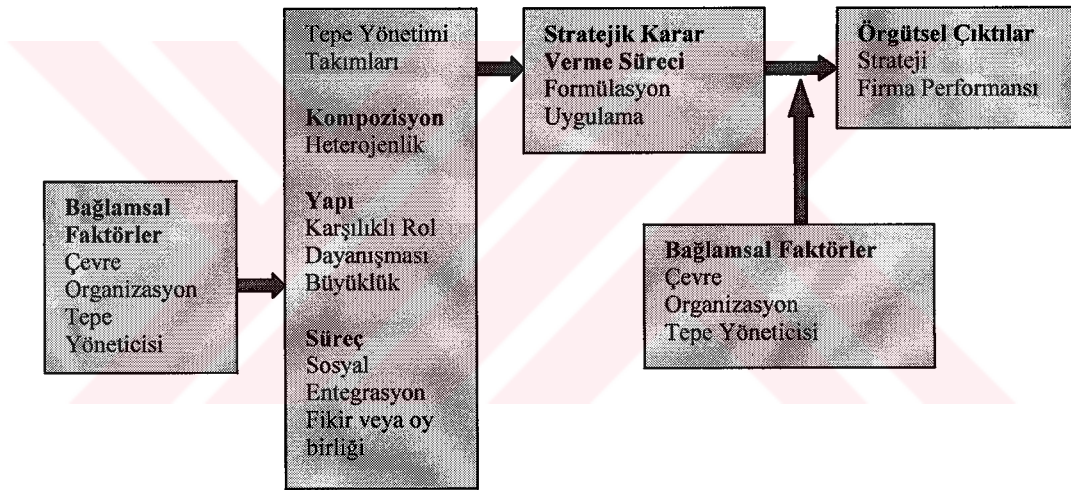 Bağlamsal
Faktörler
Çevre
Organizasyon
Tepe
Yöneticisi
Tepe Yönetimi
Takımları
Kompozisyon
Heterojenlik
Yapı
Karşılıklı Rol
Dayanışması
Büyüklük
Süreç
Sosyal
Entegrasyon
Fikir veya oy
birliği
Stratejik Karar
Verme Süreci
Formülasyon
Uygulama
Örgütsel Çıktılar
Strateji
Firma Performansı
Bağlamsal Faktörler
Çevre
Organizasyon
Tepe Yöneticisi